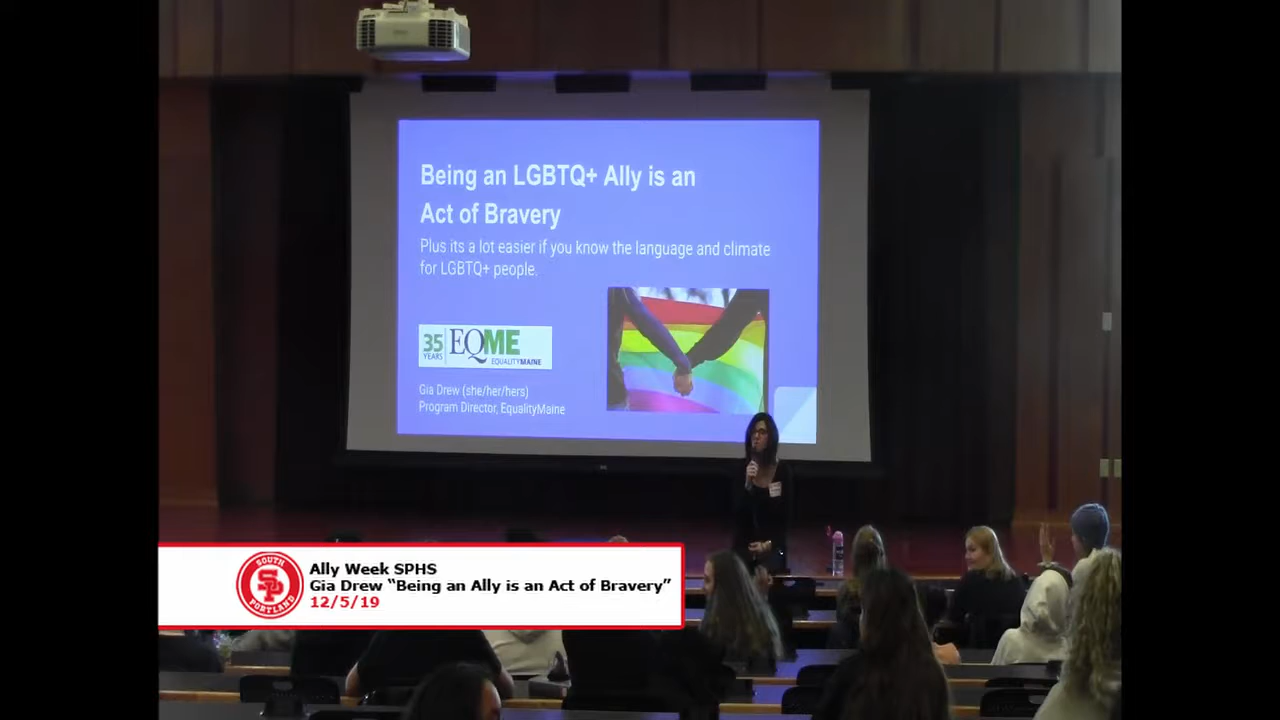 Being an LGBTQ+ Ally is an
Act of Bravery
Plus its a lot easier if you know the language and climate
for LGBTQ+ people.
35
YEARS
EQME
EQUALITYMAINE
Gia Drew (she/her/hers)
Program Director, EqualityMaine
SOUTH
SP
PORTLAND
Ally Week SPHS
Gia Drew “Being an Ally is an Act of Bravery”
12/5/19